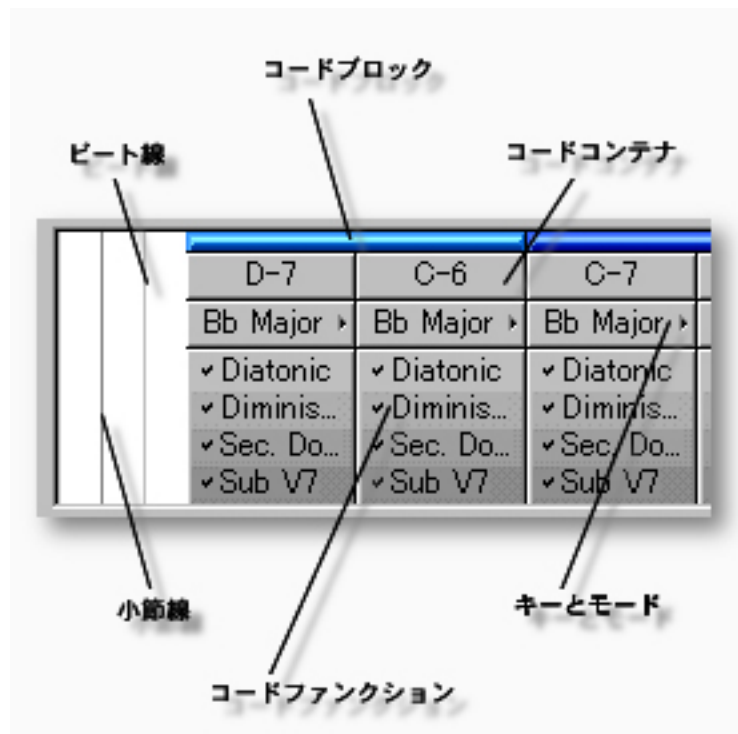 コードブロック
ビート線
コードコンテナ
D-7 C-6 C-7
Bb Major Bb Major Bb Major
Diatonic Diatonic Diatonic
Diminis... Diminis... Diminis...
Sec. Do... Sec. Do... Sec. Do...
Sub V7 Sub V7 Sub V7
小節線
キーとモード
コードファンクション